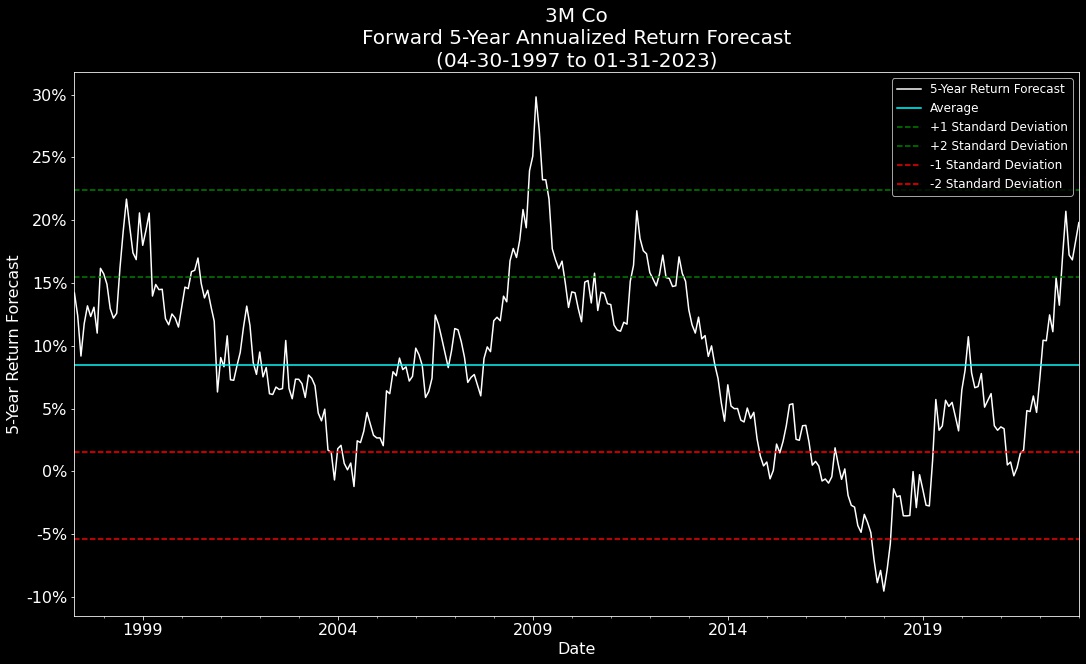 3M Co
Forward 5-Year Annualized Return Forecast
(04-30-1997 to 01-31-2023)
5-Year Return Forecast
Average
+1 Standard Deviation
+2 Standard Deviation
-1 Standard Deviation
-2 Standard Deviation
5-Year Return Forecast
30%
25%
20%
15%
10%
5%
0%
-5%
-10%
1999 2004 2009 2014 2019
Date